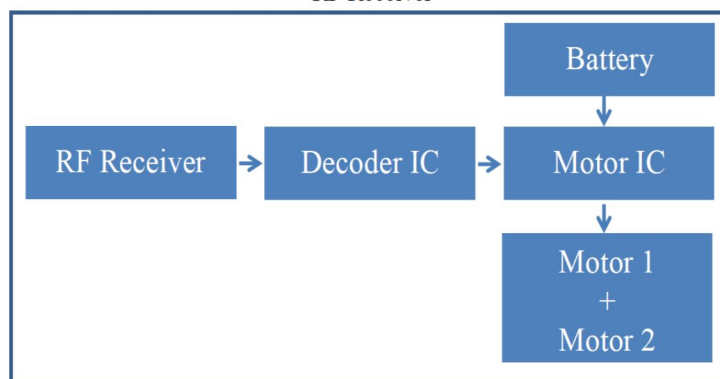 Battery
RF Receiver
Decoder IC
Motor IC
Motor 1
+
Motor 2